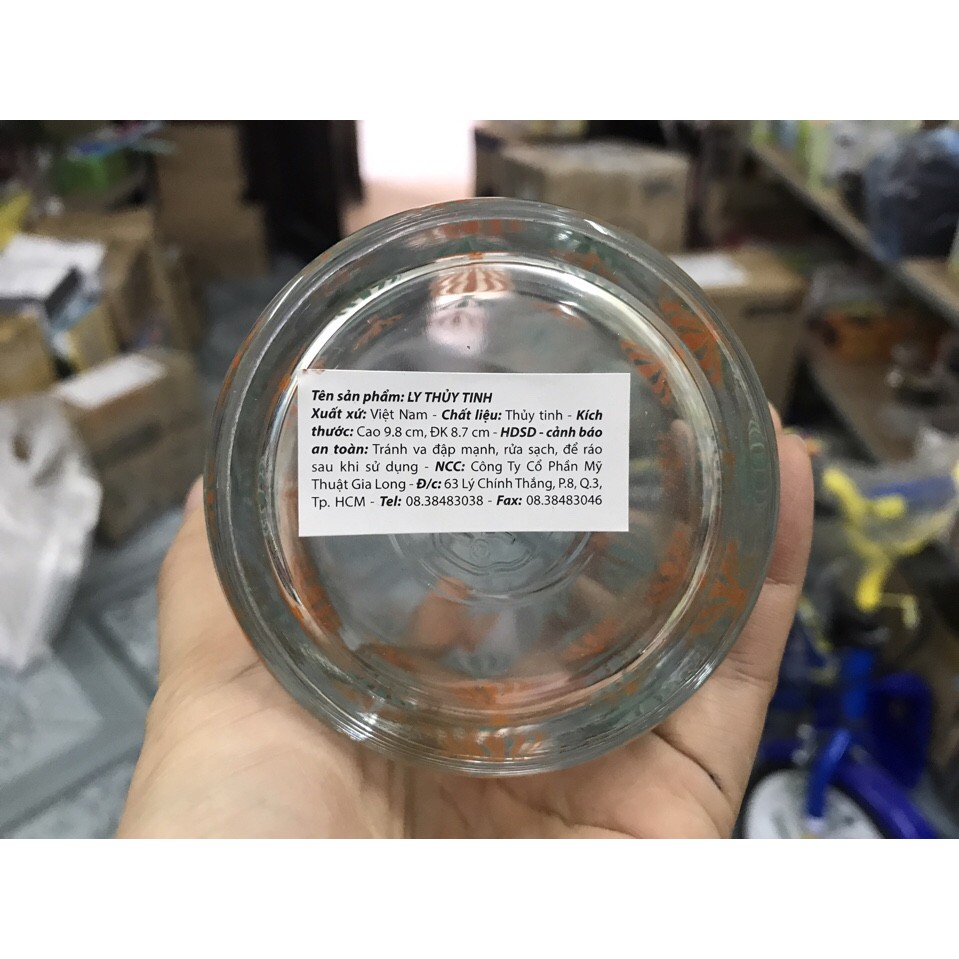 Tên sản phẩm: LY THỦY TINH
Xuất xứ: Việt Nam - Chất liệu: Thủy tinh - Kích
thước: Cao 9.8 cm, ĐK 8.7 cm - HDSD - cảnh báo
an toàn: Tránh va đập mạnh, rửa sạch, để ráo
sau khi sử dụng - NCC: Công Ty Cổ Phần Mỹ
Thuật Gia Long - Đ/c: 63 Lý Chính Thắng, P.8, Q.3,
Tp. HCM - Tel: 08.38483038 - Fax: 08.38483046